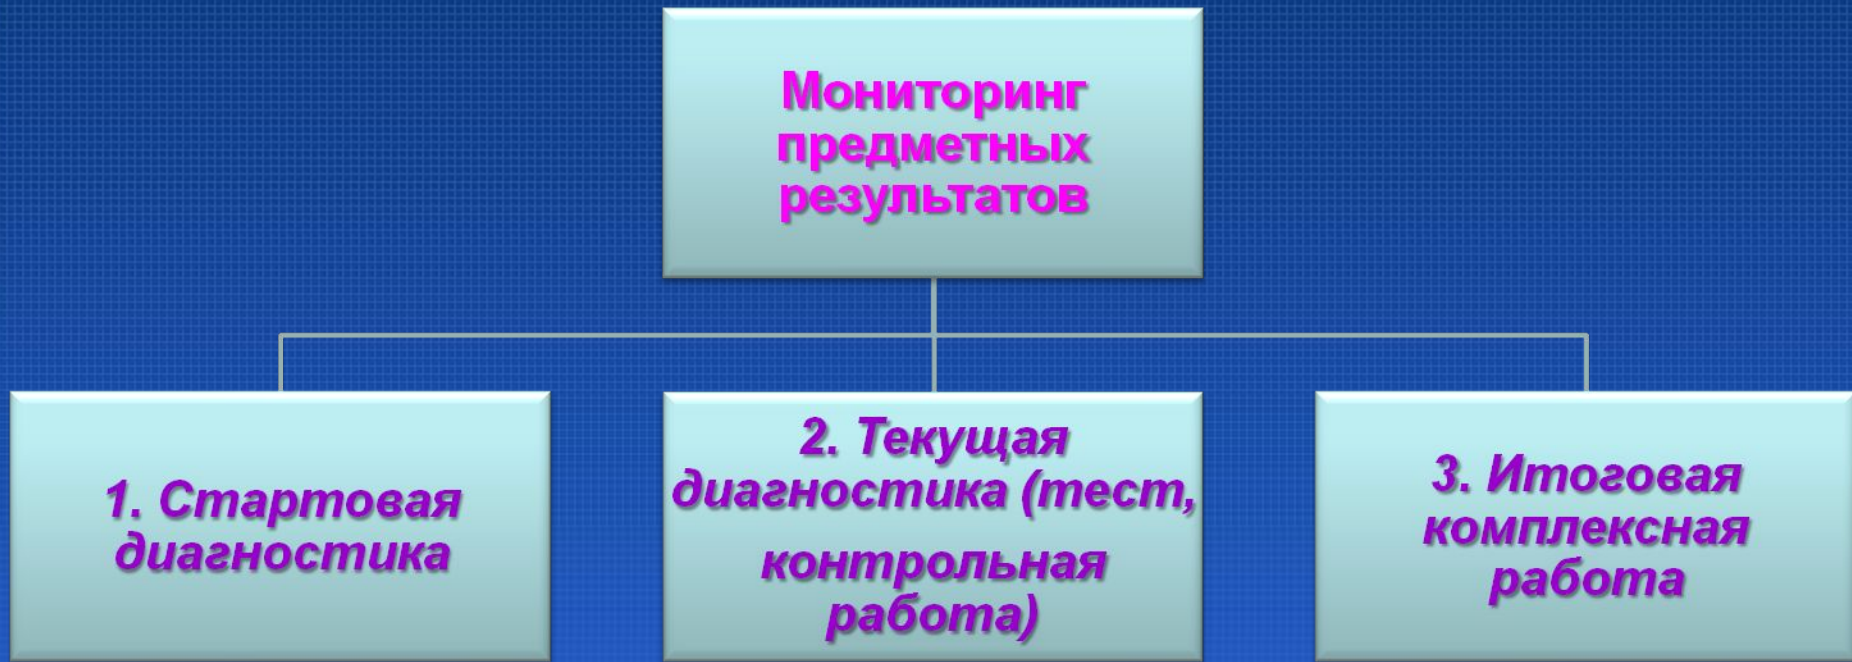 Мониторинг
предметных
результатов
1. Стартовая
диагностика
2. Текущая
диагностика (тест,
контрольная
работа)
3. Итоговая
комплексная
работа